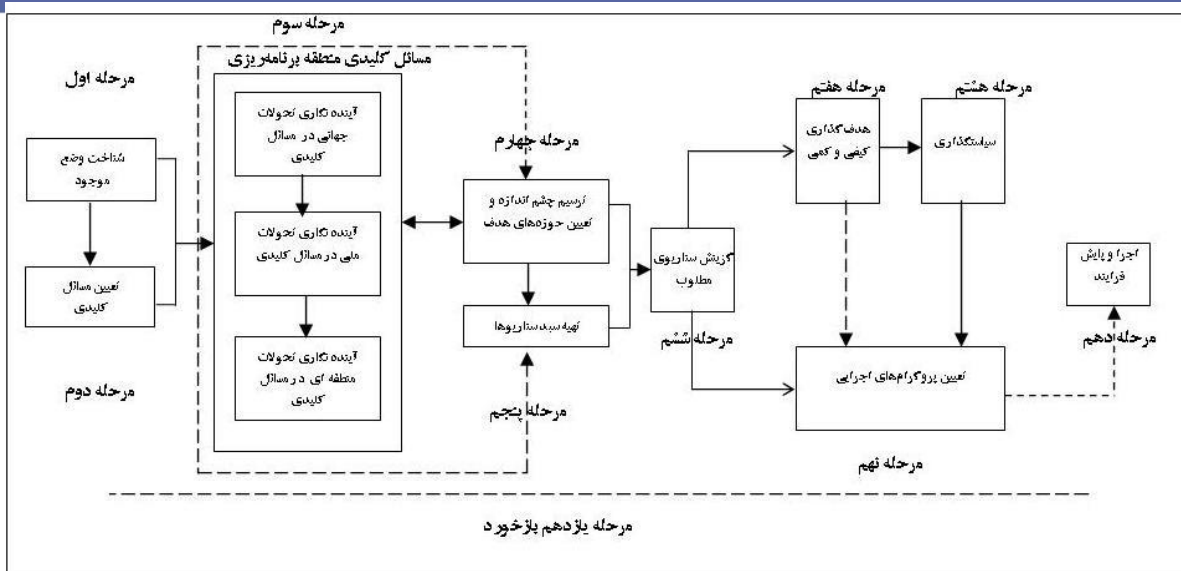 مرحله اول
شناخت وضع
موجود
تعیین مسائل
کلیدی
مرحله دوم
مرحله سوم
مسائل کلیدی منطقه برنامه‌ریزی
آینده نگاری تحولات
جهانی در مسائل
کلیدی
آینده نگاری تحولات
ملی در مسائل کلیدی
آینده نگاری تحولات
منطقه ای در مسائل
کلیدی
مرحله چهارم
ترسیم چشم اندازه و
تعیین حوزه‌های هدف
تهیه سبد سناریوها
مرحله پنجم
گزینش سناریوی
مطلوب
مرحله ششم
مرحله هفتم
هدف گذاری
کیفی و کمی
مرحله هشتم
سیاستگذاری
تعیین پروگرام‌های اجرایی
مرحله نهم
اجرا و پایش
فرایند
مرحله دهم
مرحله یازدهم بازخورد